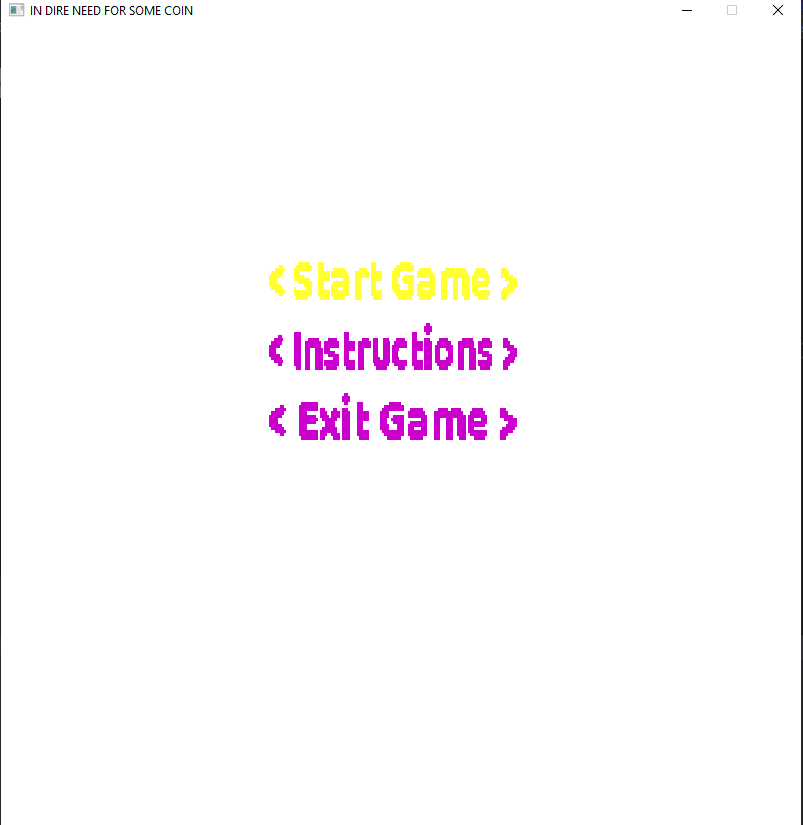 IN DIRE NEED FOR SOME COIN
< Start Game >
< Instructions >
< Exit Game >